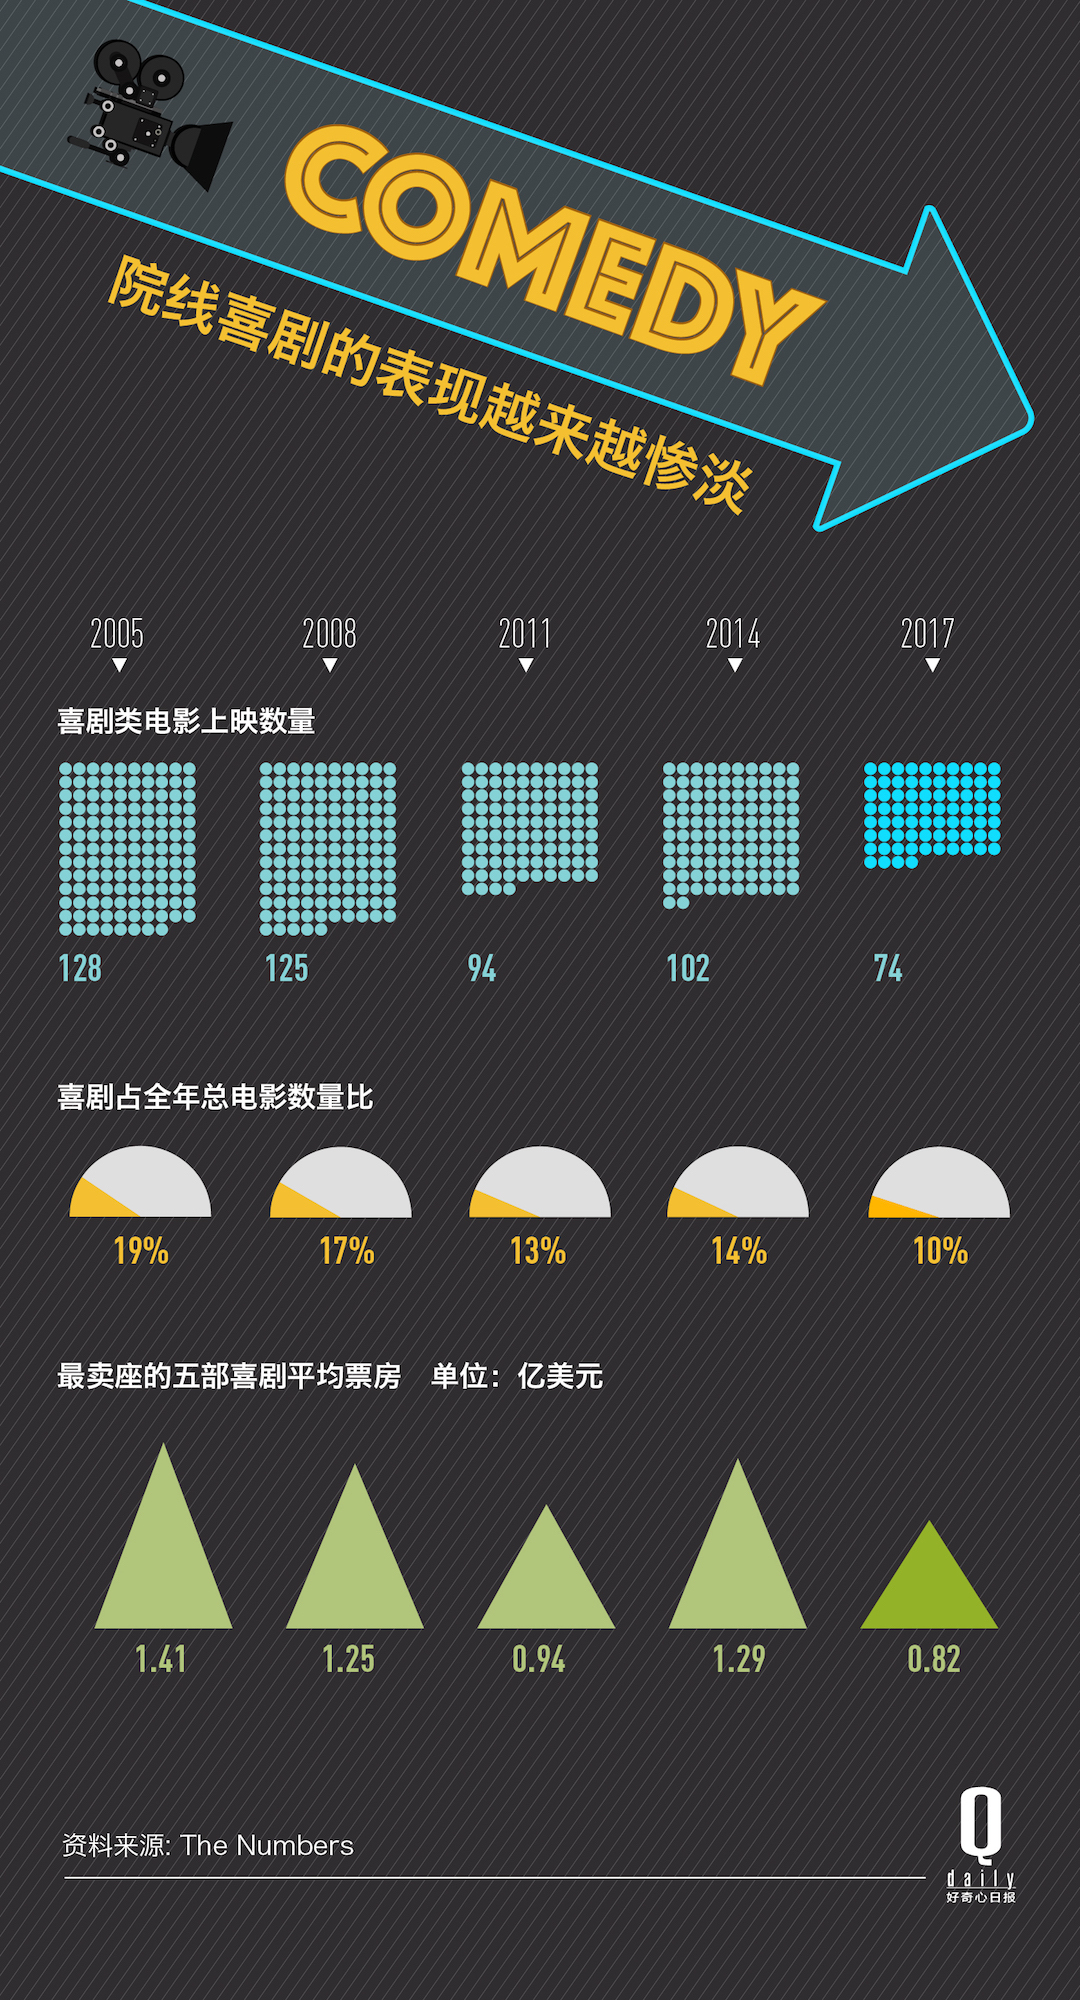 COMEDY
院线喜剧的表现越来越惨淡
2005 2008 2011 2014 2017
喜剧类电影上映数量
128 125 94 102 74
喜剧占全年总电影数量比
19% 17% 13% 14% 10%
最卖座的五部喜剧平均票房 单位：亿美元
1.41 1.25 0.94 1.29 0.82
资料来源: The Numbers
Q
daily
好奇心日报